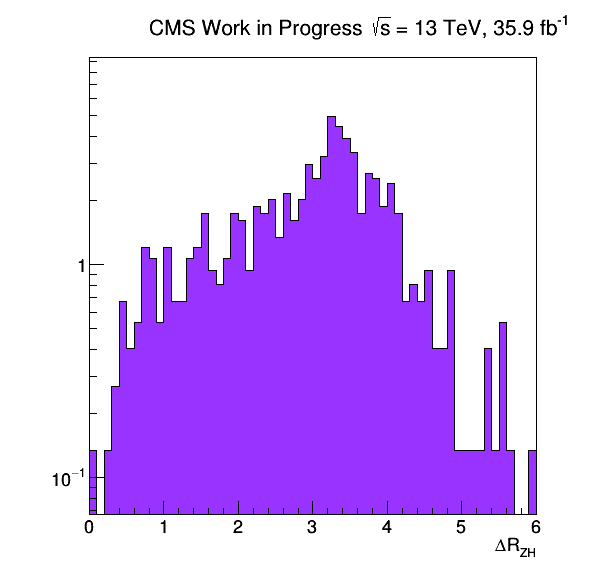 CMS Work in Progress √s = 13 TeV, 35.9 fb⁻¹
1
10⁻¹
0 1 2 3 4 5 6
ΔR_ZH